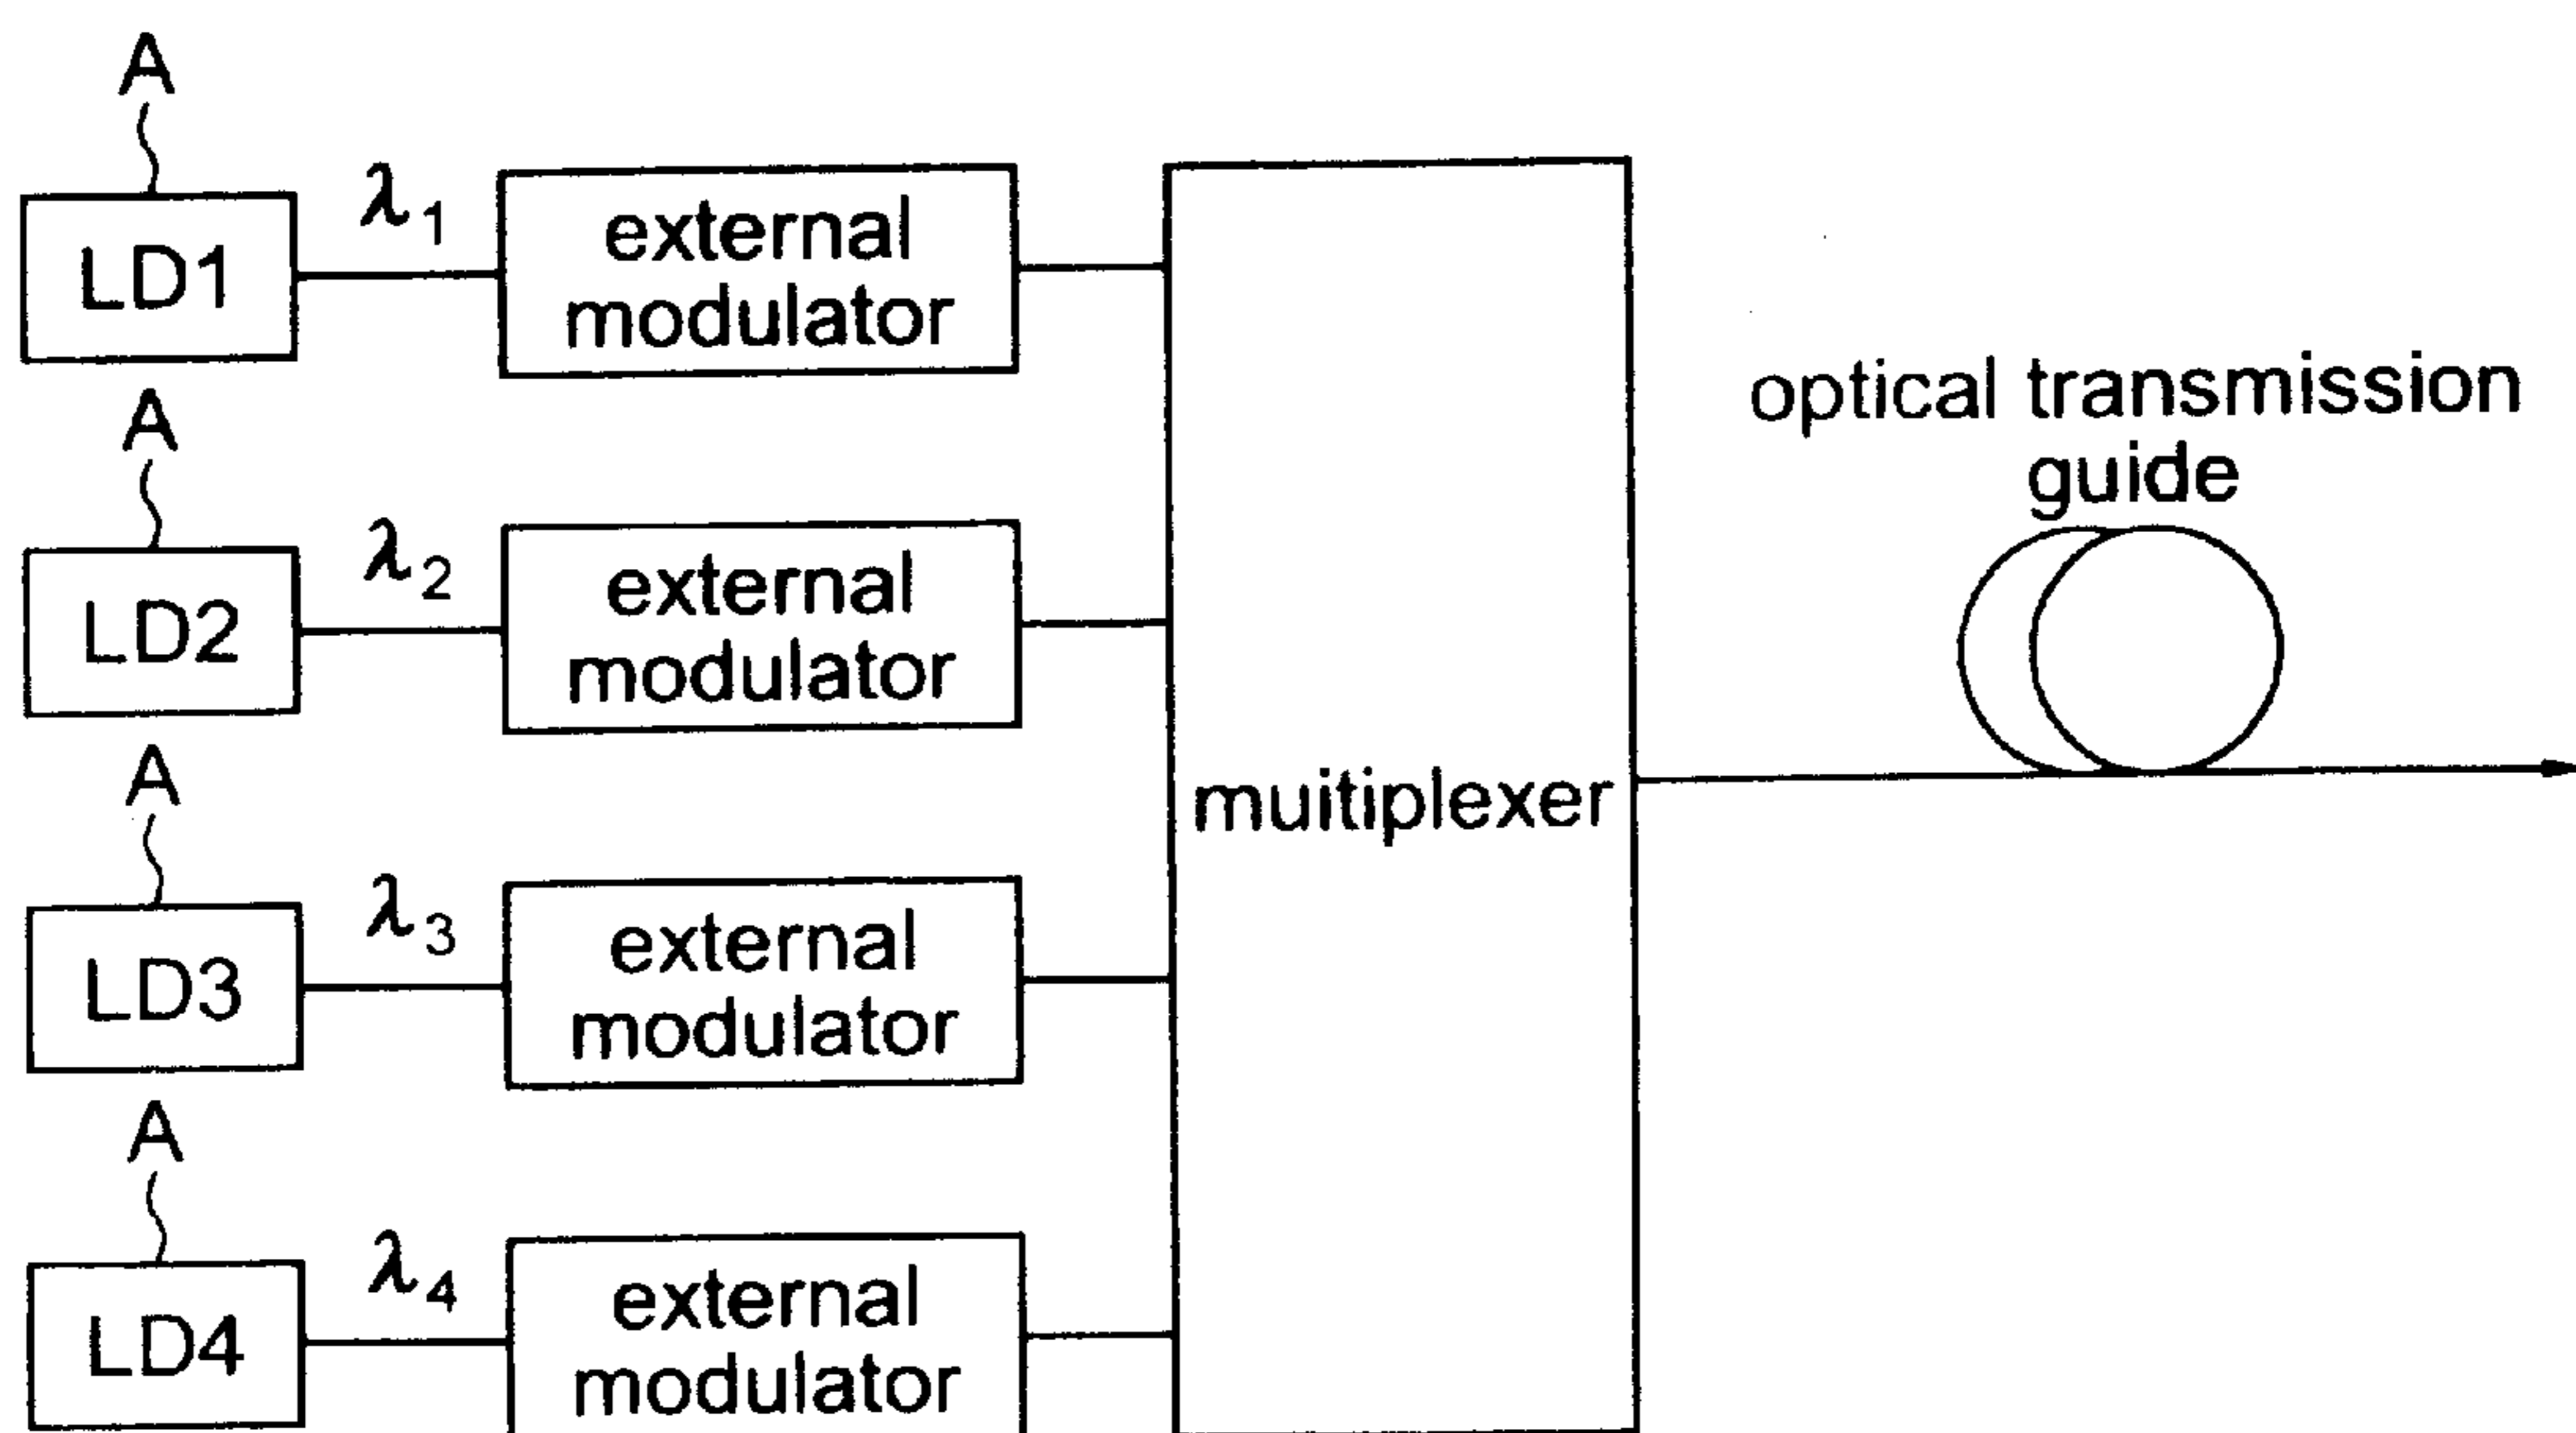 A
LD1
λ1
external
modulator
A
LD2
λ2
external
modulator
A
LD3
λ3
external
modulator
A
LD4
λ4
external
modulator
muitiplexer
optical transmission
guide